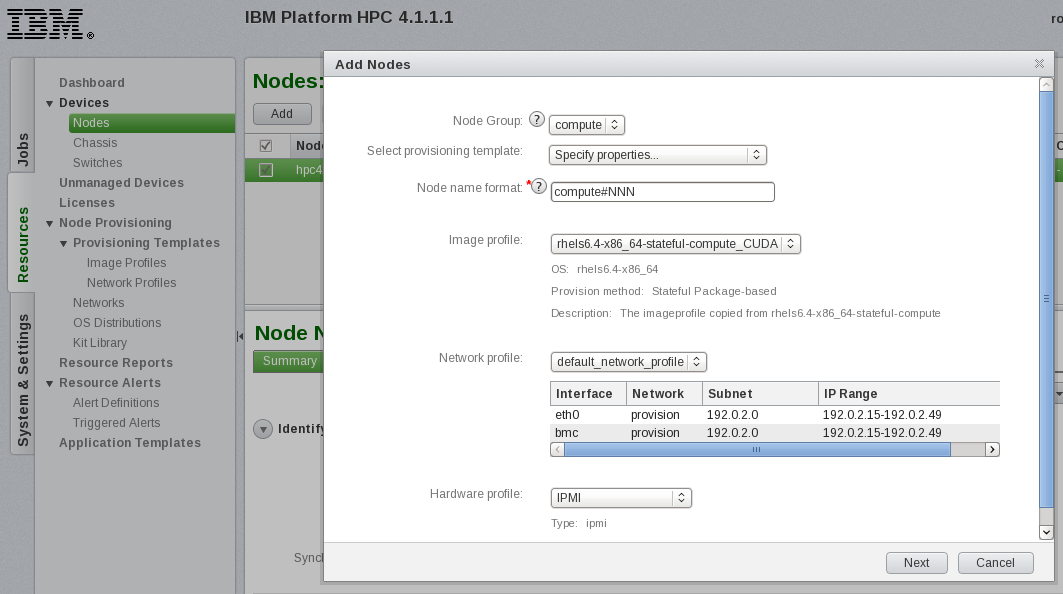 IBM
IBM Platform HPC 4.1.1.1
ro
Jobs
Resources
System & Settings
Dashboard
Devices
Nodes
Chassis
Switches
Unmanaged Devices
Licenses
Node Provisioning
Provisioning Templates
Image Profiles
Network Profiles
Networks
OS Distributions
Kit Library
Resource Reports
Resource Alerts
Alert Definitions
Triggered Alerts
Application Templates
Nodes:
Add
Nod
hpc4
Node N
Summary
Identify
Synch
Add Nodes
Node Group: ? compute
Select provisioning template: Specify properties...
Node name format: * ? compute#NNN
Image profile: rhels6.4-x86_64-stateful-compute_CUDA
OS: rhels6.4-x86_64
Provision method: Stateful Package-based
Description: The imageprofile copied from rhels6.4-x86_64-stateful-compute
Network profile: default_network_profile
Interface Network Subnet IP Range
eth0 provision 192.0.2.0 192.0.2.15-192.0.2.49
bmc provision 192.0.2.0 192.0.2.15-192.0.2.49
Hardware profile: IPMI
Type: ipmi
Next Cancel